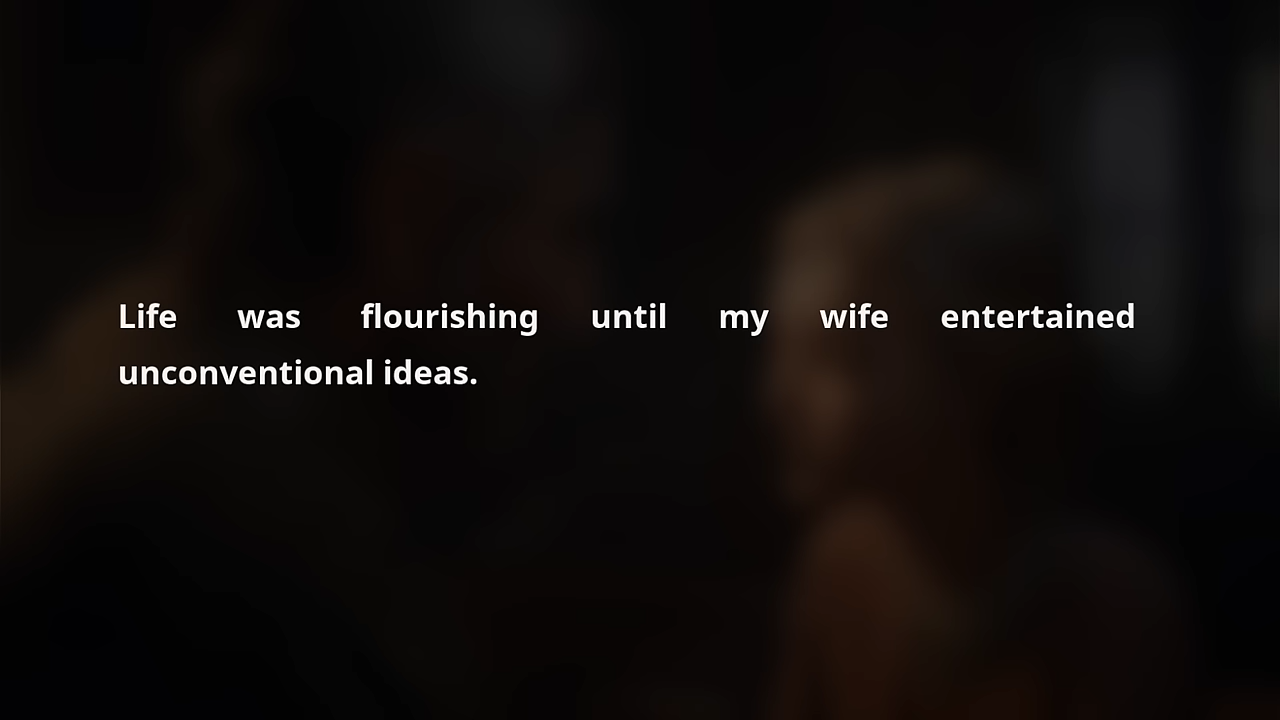 Life was flourishing until my wife entertained
unconventional ideas.